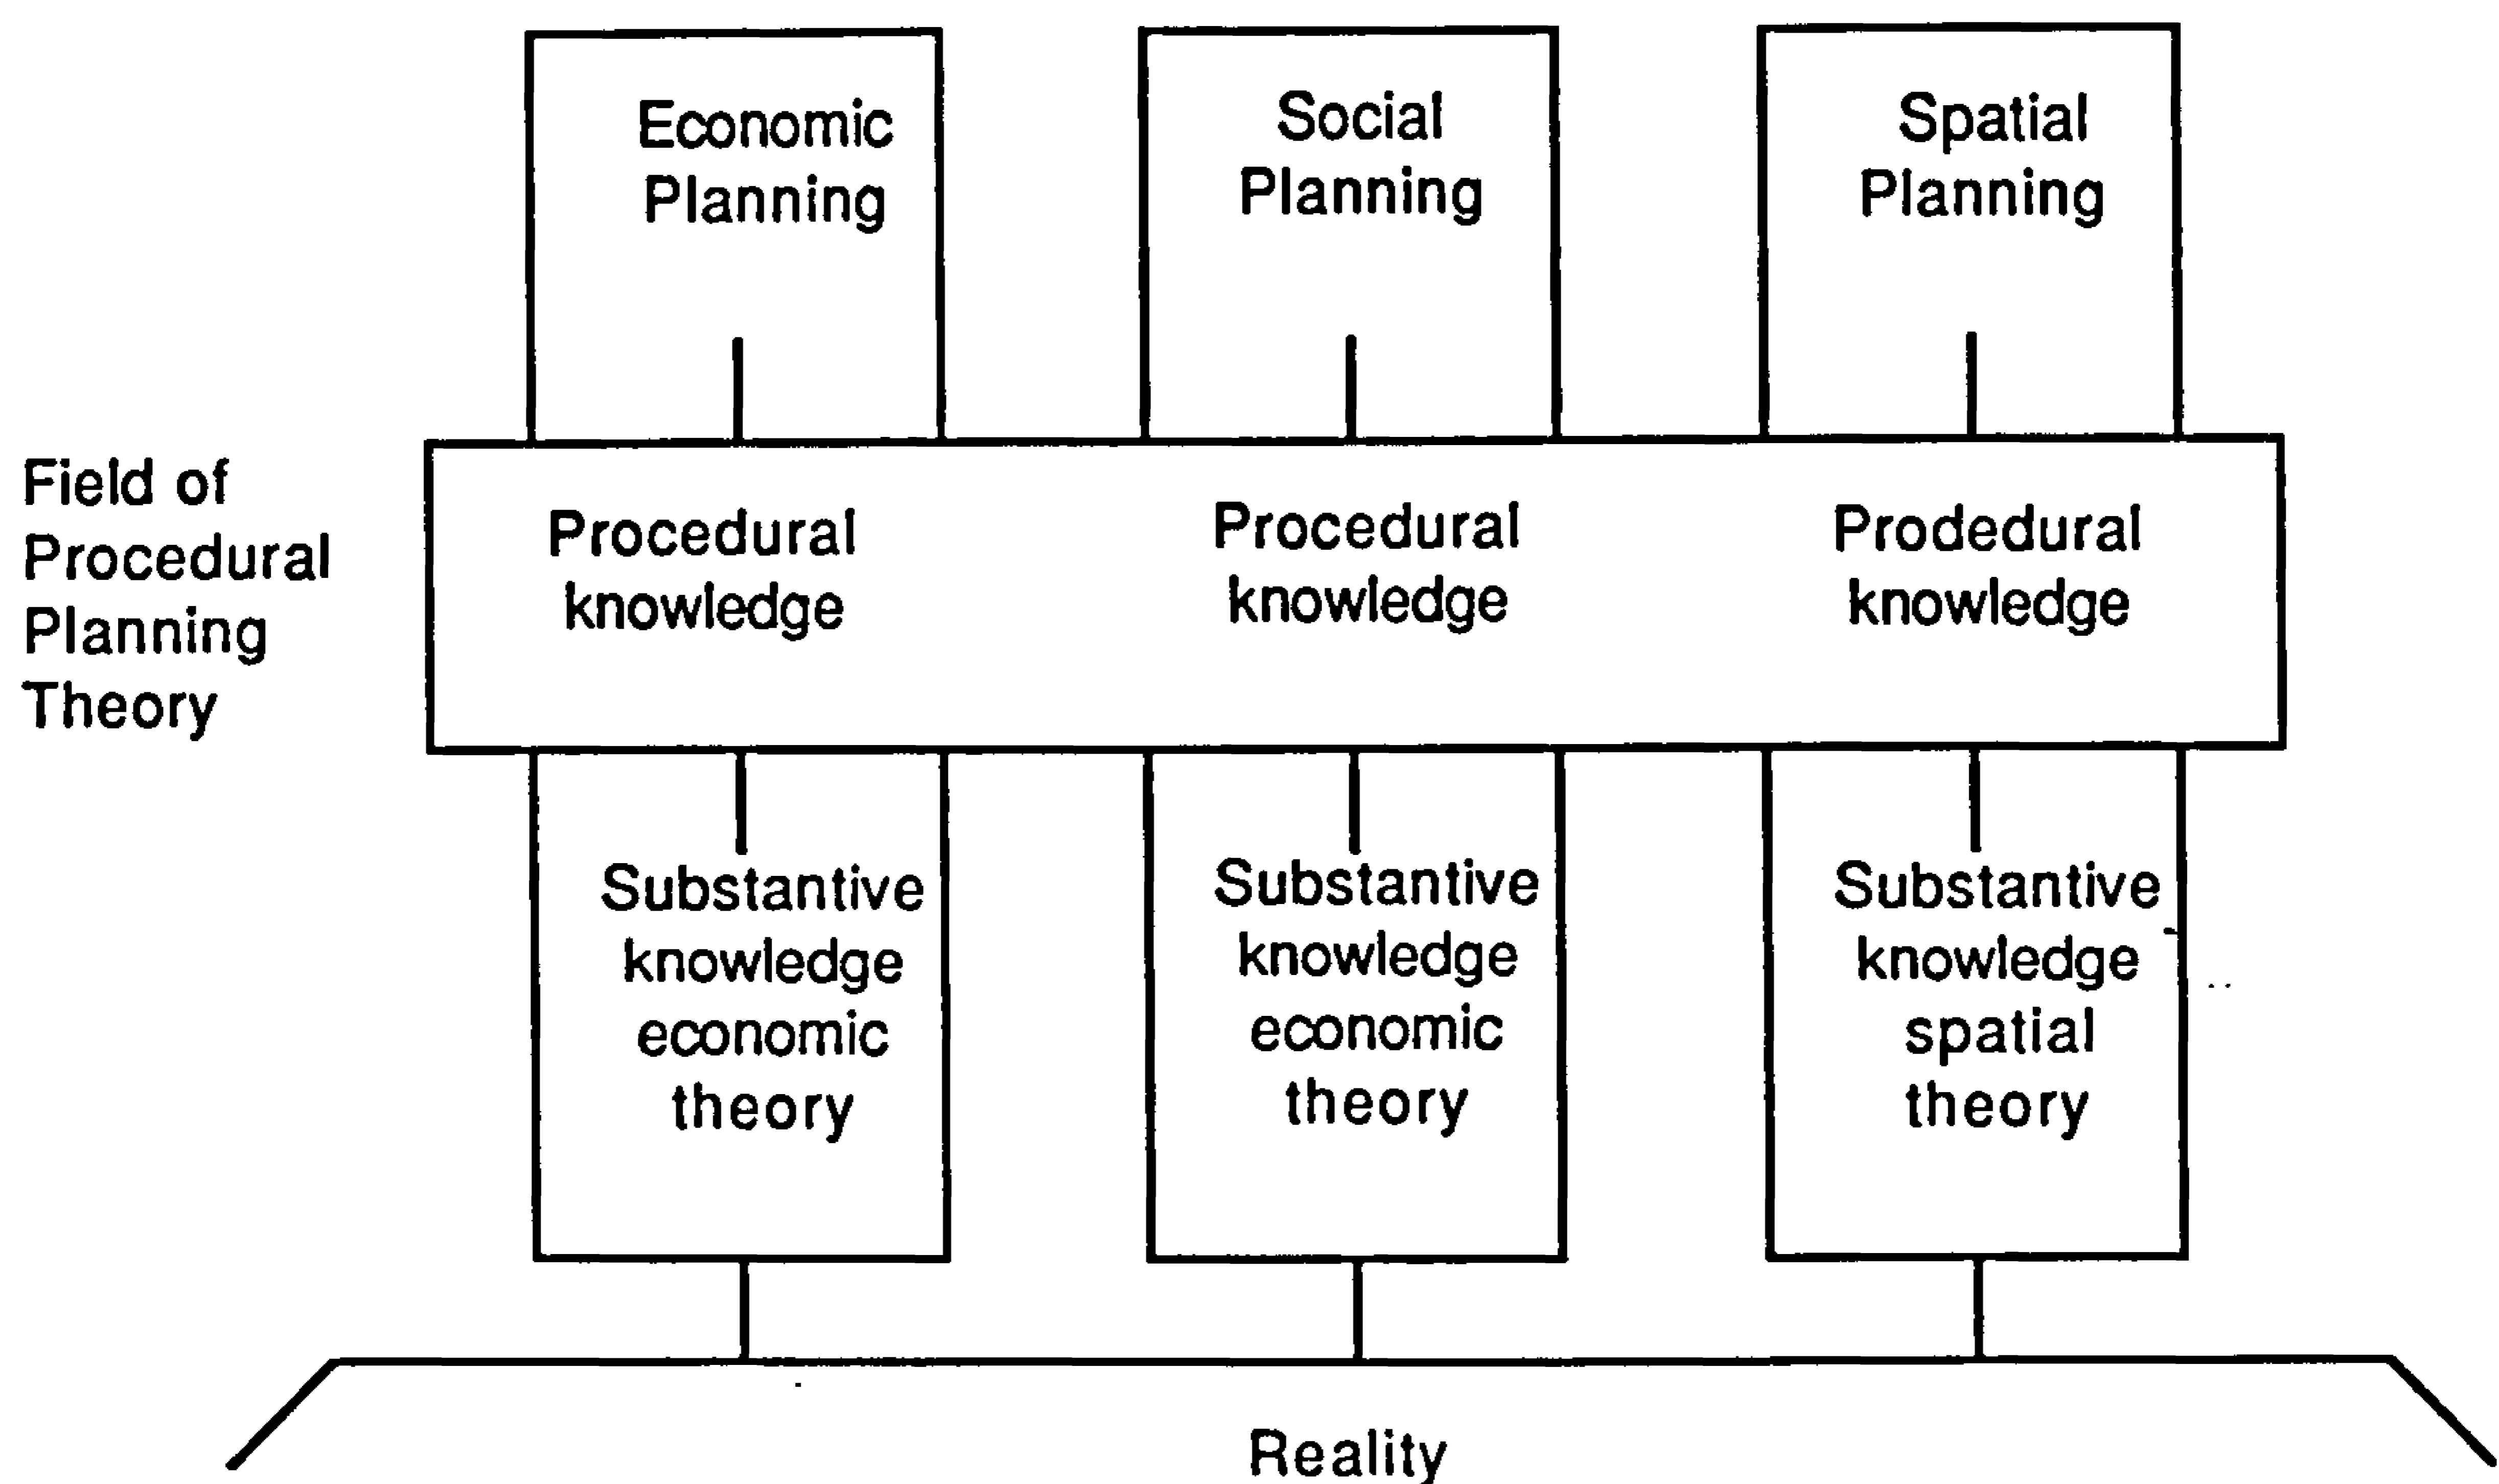 Economic
Planning
Social
Planning
Spatial
Planning
Field of
Procedural
Planning
Theory
Procedural
knowledge
Procedural
knowledge
Prodedural
knowledge
Substantive
knowledge
economic
theory
Substantive
knowledge
economic
theory
Substantive
knowledge
spatial
theory
Reality